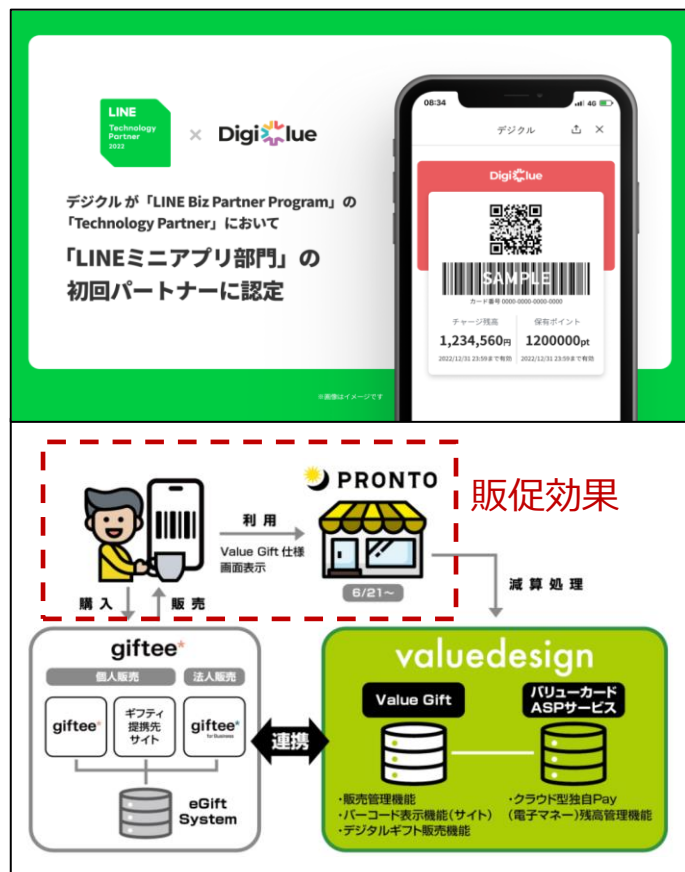 LINE
Technology
Partner
2022
×
DigiClue
デジクル が「LINE Biz Partner Program」の
「Technology Partner」において
「LINEミニアプリ部門」の
初回パートナーに認定
※画像はイメージです
08:34
4G
デジクル
×
DigiClue
SAMPLE
カード番号 0000-0000-0000-0000
チャージ残高
1,234,560円
2022/12/31 23:59まで有効
保有ポイント
1200000pt
2022/12/31 23:59まで有効
PRONTO
販促効果
利用
Value Gift 仕様
画面表示
6/21〜
減算処理
購入
販売
giftee*
個人販売
法人販売
giftee*
ギフティ
提携先
サイト
giftee*
for Business
eGift
System
連携
valuedesign
Value Gift
バリューカード
ASPサービス
・販売管理機能
・バーコード表示機能(サイト)
・デジタルギフト販売機能
・クラウド型独自Pay
(電子マネー)残高管理機能